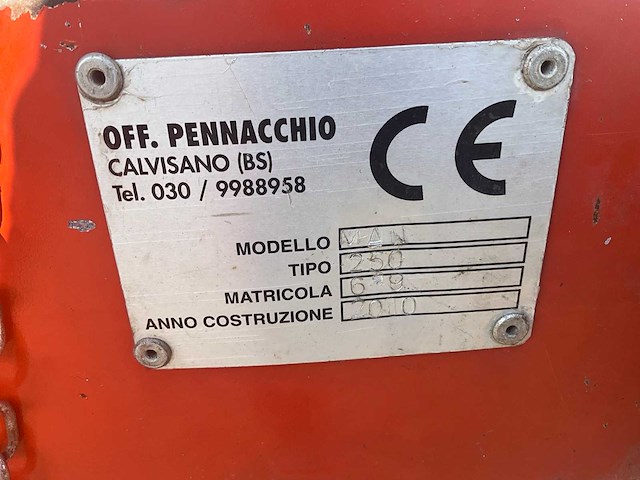 OFF. PENNACCHIO
CALVISANO (BS)
Tel. 030 / 9988958
CE
MODELLO MAN
TIPO 250
MATRICOLA
ANNO COSTRUZIONE 2010